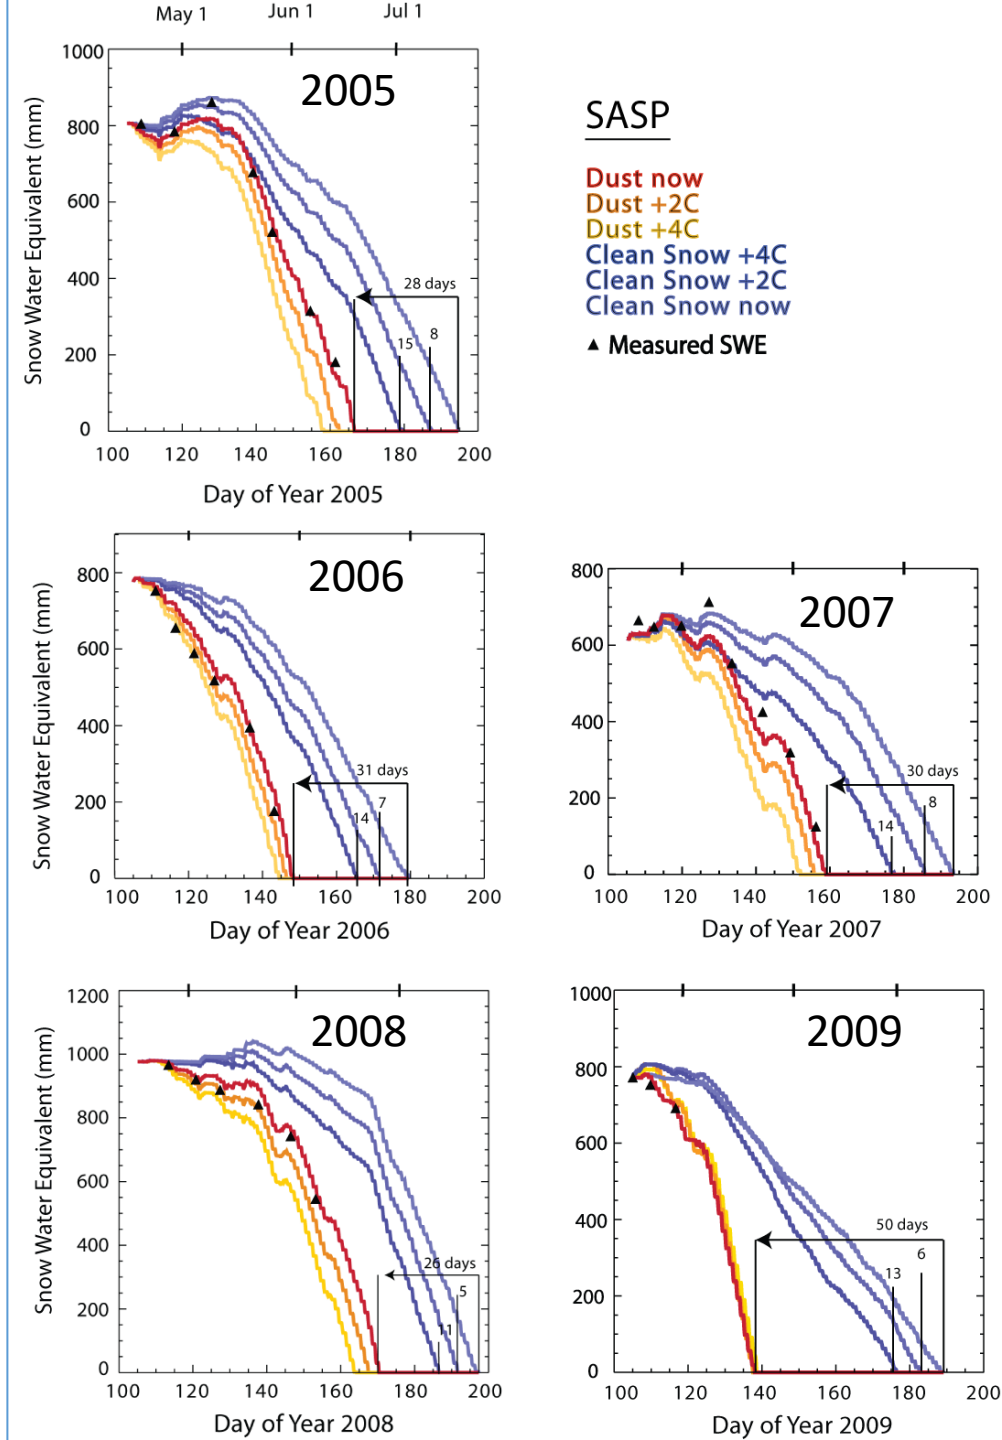 May 1 Jun 1 Jul 1
1000
800
600
400
200
0
Snow Water Equivalent (mm)
2005
28 days
15
8
100 120 140 160 180 200
Day of Year 2005
SASP
Dust now
Dust +2C
Dust +4C
Clean Snow +4C
Clean Snow +2C
Clean Snow now
▲ Measured SWE
800
600
400
200
0
Snow Water Equivalent (mm)
2006
31 days
14
7
100 120 140 160 180 200
Day of Year 2006
800
600
400
200
0
2007
30 days
14
8
100 120 140 160 180 200
Day of Year 2007
1200
1000
800
600
400
200
0
Snow Water Equivalent (mm)
2008
26 days
11
5
100 120 140 160 180 200
Day of Year 2008
1000
800
600
400
200
0
2009
50 days
13
6
100 120 140 160 180 200
Day of Year 2009